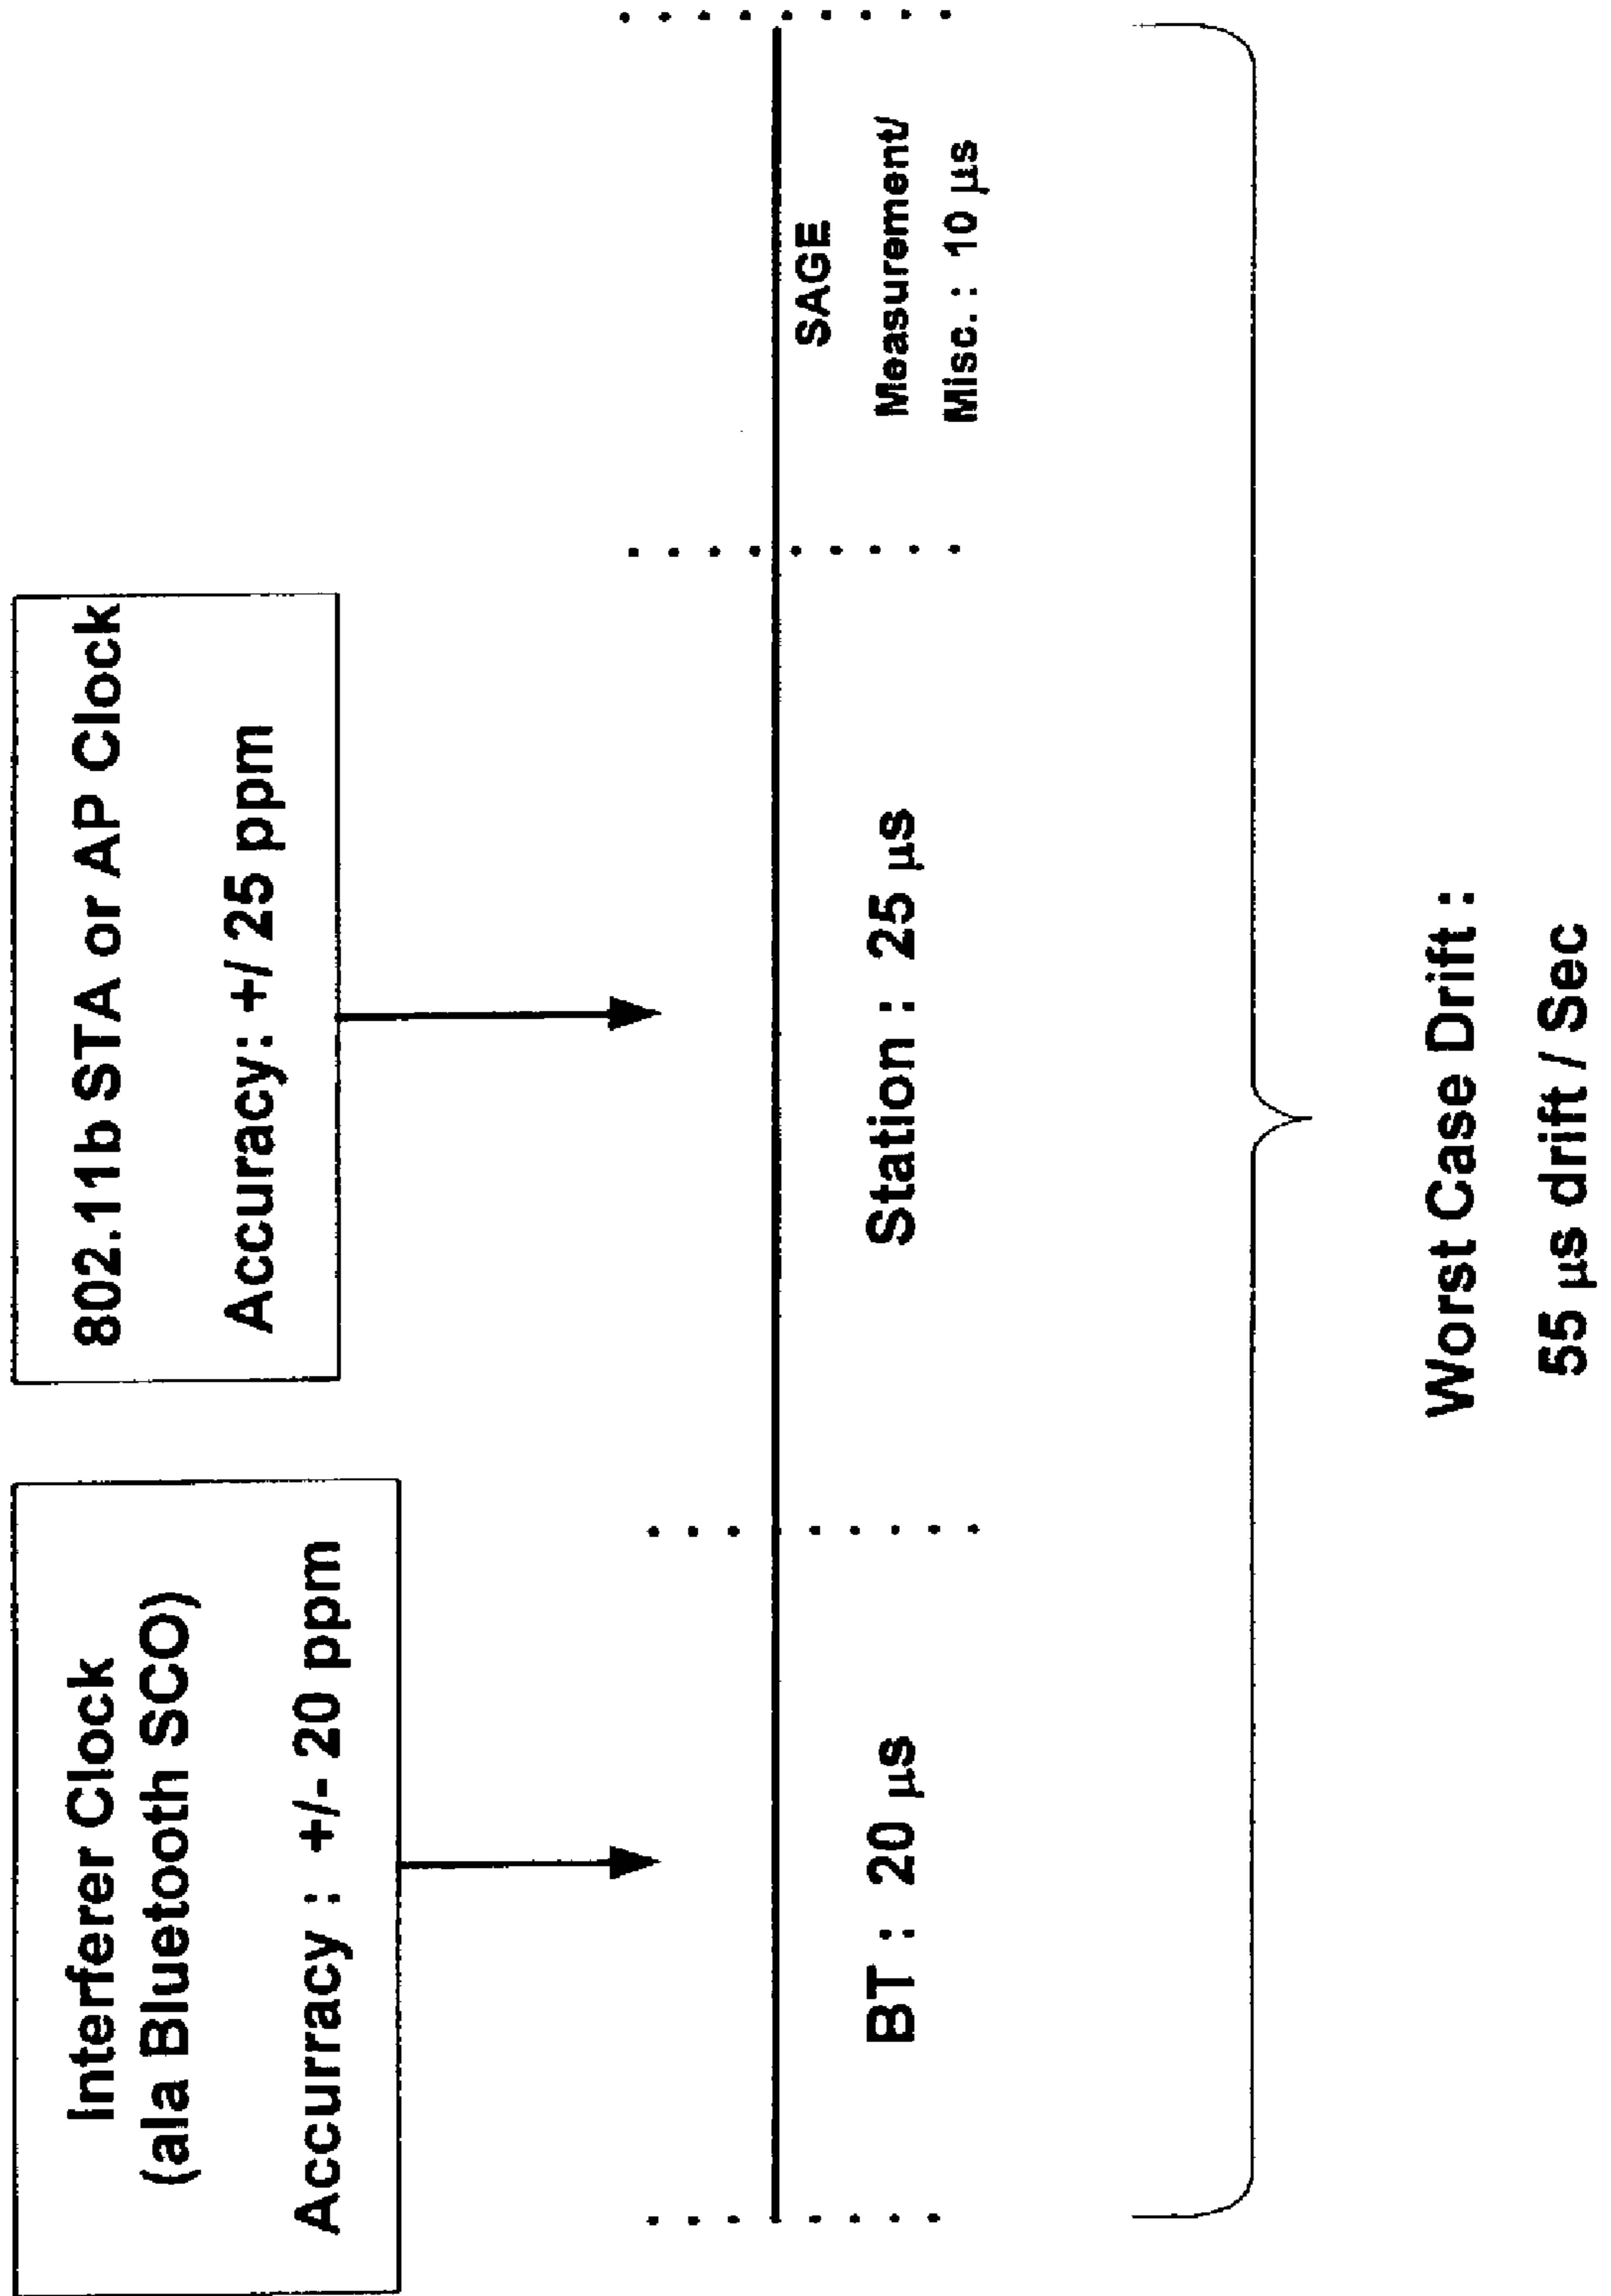 Interferer Clock
(ala Bluetooth SCO)
Accurracy : +/- 20 ppm
802.11b STA or AP Clock
Accuracy: +/ 25 ppm
BT : 20 μs
Station : 25 μs
SAGE
Measurement/
Misc. : 10 μs
Worst Case Drift :
55 μs drift / Sec